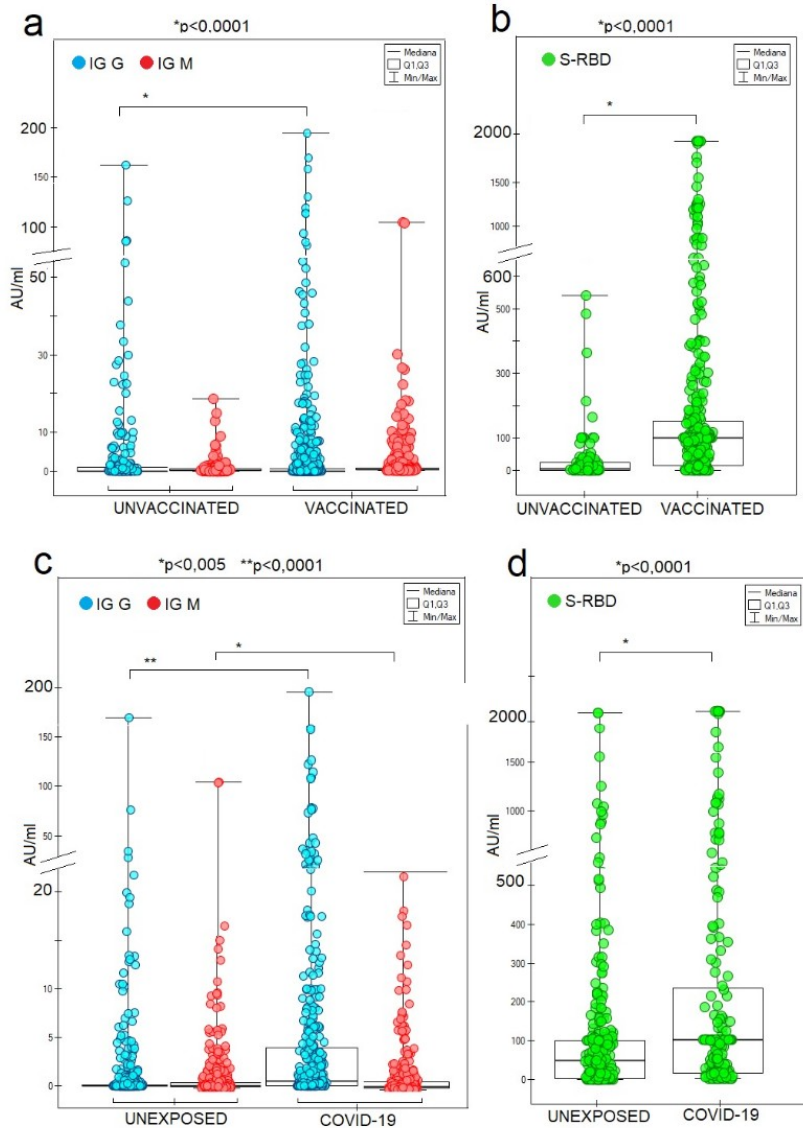 a
*p<0,0001
IG G IG M
Mediana
Q1,Q3
Min/Max
*
200
150
100
50
30
10
0
AU/ml
UNVACCINATED VACCINATED
b
*p<0,0001
S-RBD
Mediana
Q1,Q3
Min/Max
*
2000
1500
1000
600
500
300
100
0
AU/ml
UNVACCINATED VACCINATED
c
*p<0,005 **p<0,0001
IG G IG M
Mediana
Q1,Q3
Min/Max
**
*
200
150
100
50
20
10
5
0
AU/ml
UNEXPOSED COVID-19
d
*p<0,0001
S-RBD
Mediana
Q1,Q3
Min/Max
*
2000
1500
1000
500
300
200
100
0
AU/ml
UNEXPOSED COVID-19